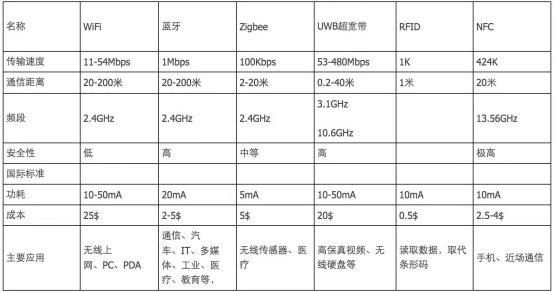 名称 WiFi 蓝牙 Zigbee UWB超宽带 RFID NFC
传输速度 11-54Mbps 1Mbps 100Kbps 53-480Mbps 1K 424K
通信距离 20-200米 20-200米 2-20米 0.2-40米 1米 20米
频段 2.4GHz 2.4GHz 2.4GHz 3.1GHz 13.56GHz
10.6GHz
安全性 低 高 中等 高 极高
国际标准
功耗 10-50mA 20mA 5mA 10-50mA 10mA 10mA
成本 25$ 2-5$ 5$ 20$ 0.5$ 2.5-4$
主要应用 无线上
网、PC、PDA
通信、汽
车、IT、多媒
体、工业、医
疗、教育等，
无线传感器、医
疗
高保真视频、无
线硬盘等
读取数据，取代
条形码
手机、近场通信